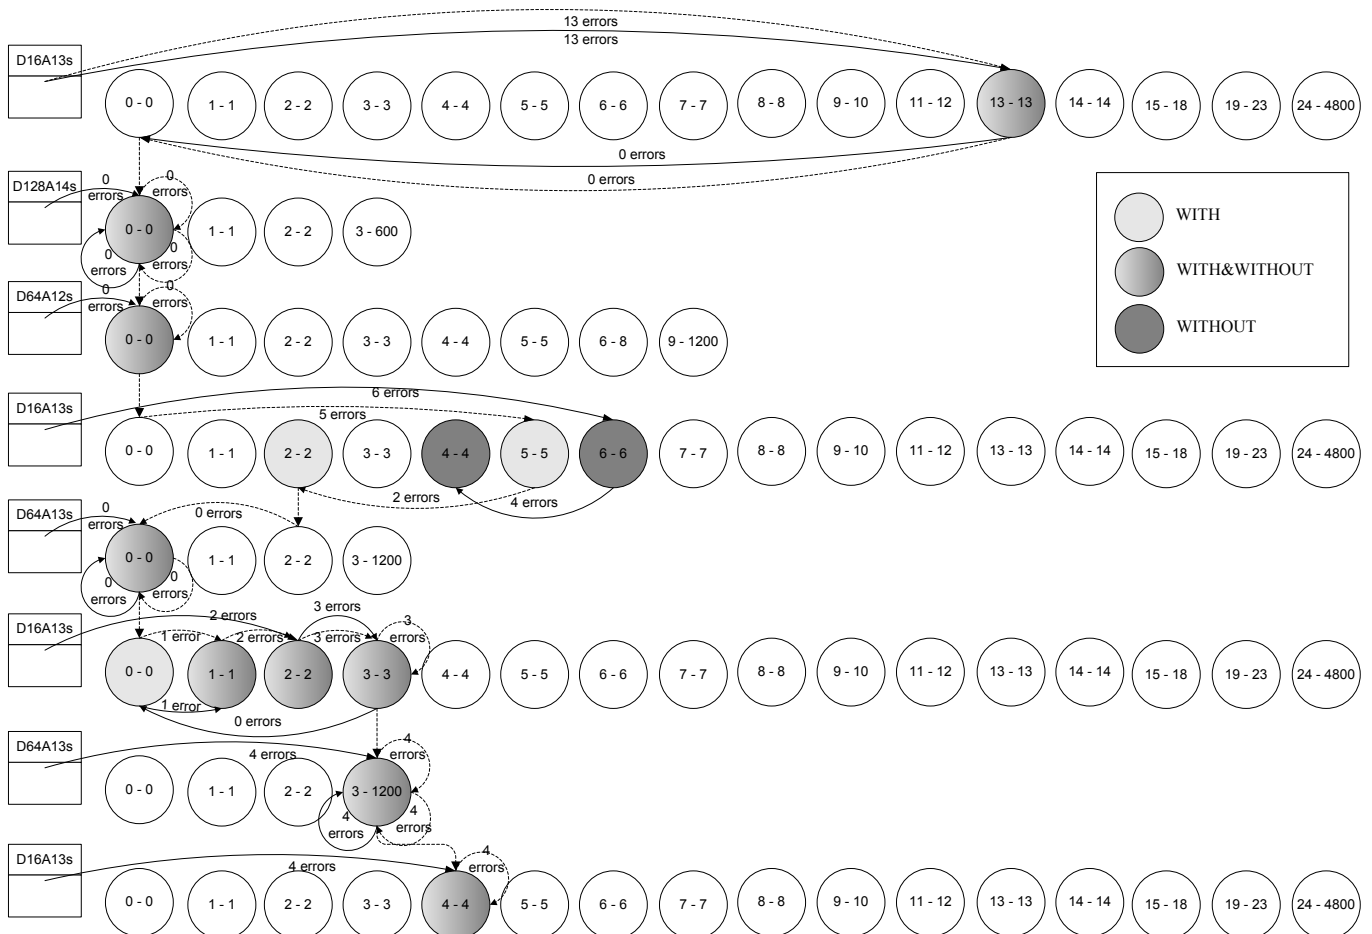 13 errors
13 errors
D16A13s
0 - 0 1 - 1 2 - 2 3 - 3 4 - 4 5 - 5 6 - 6 7 - 7 8 - 8 9 - 10 11 - 12 13 - 13 14 - 14 15 - 18 19 - 23 24 - 4800
0 errors
0 errors
D128A14s
0 errors
0 errors
0 - 0 1 - 1 2 - 2 3 - 600
0 errors
0 errors
WITH
WITH&WITHOUT
WITHOUT
D64A12s
0 errors
0 errors
0 - 0 1 - 1 2 - 2 3 - 3 4 - 4 5 - 5 6 - 8 9 - 1200
D16A13s
6 errors
5 errors
0 - 0 1 - 1 2 - 2 3 - 3 4 - 4 5 - 5 6 - 6 7 - 7 8 - 8 9 - 10 11 - 12 13 - 13 14 - 14 15 - 18 19 - 23 24 - 4800
2 errors
4 errors
D64A13s
0 errors
0 errors
0 - 0 1 - 1 2 - 2 3 - 1200
0 errors
0 errors
D16A13s
2 errors
3 errors
1 error
2 errors
3 errors
3 errors
0 - 0 1 - 1 2 - 2 3 - 3 4 - 4 5 - 5 6 - 6 7 - 7 8 - 8 9 - 10 11 - 12 13 - 13 14 - 14 15 - 18 19 - 23 24 - 4800
1 error
0 errors
D64A13s
4 errors
4 errors
0 - 0 1 - 1 2 - 2 3 - 1200
4 errors
4 errors
D16A13s
4 errors
4 errors
0 - 0 1 - 1 2 - 2 3 - 3 4 - 4 5 - 5 6 - 6 7 - 7 8 - 8 9 - 10 11 - 12 13 - 13 14 - 14 15 - 18 19 - 23 24 - 4800